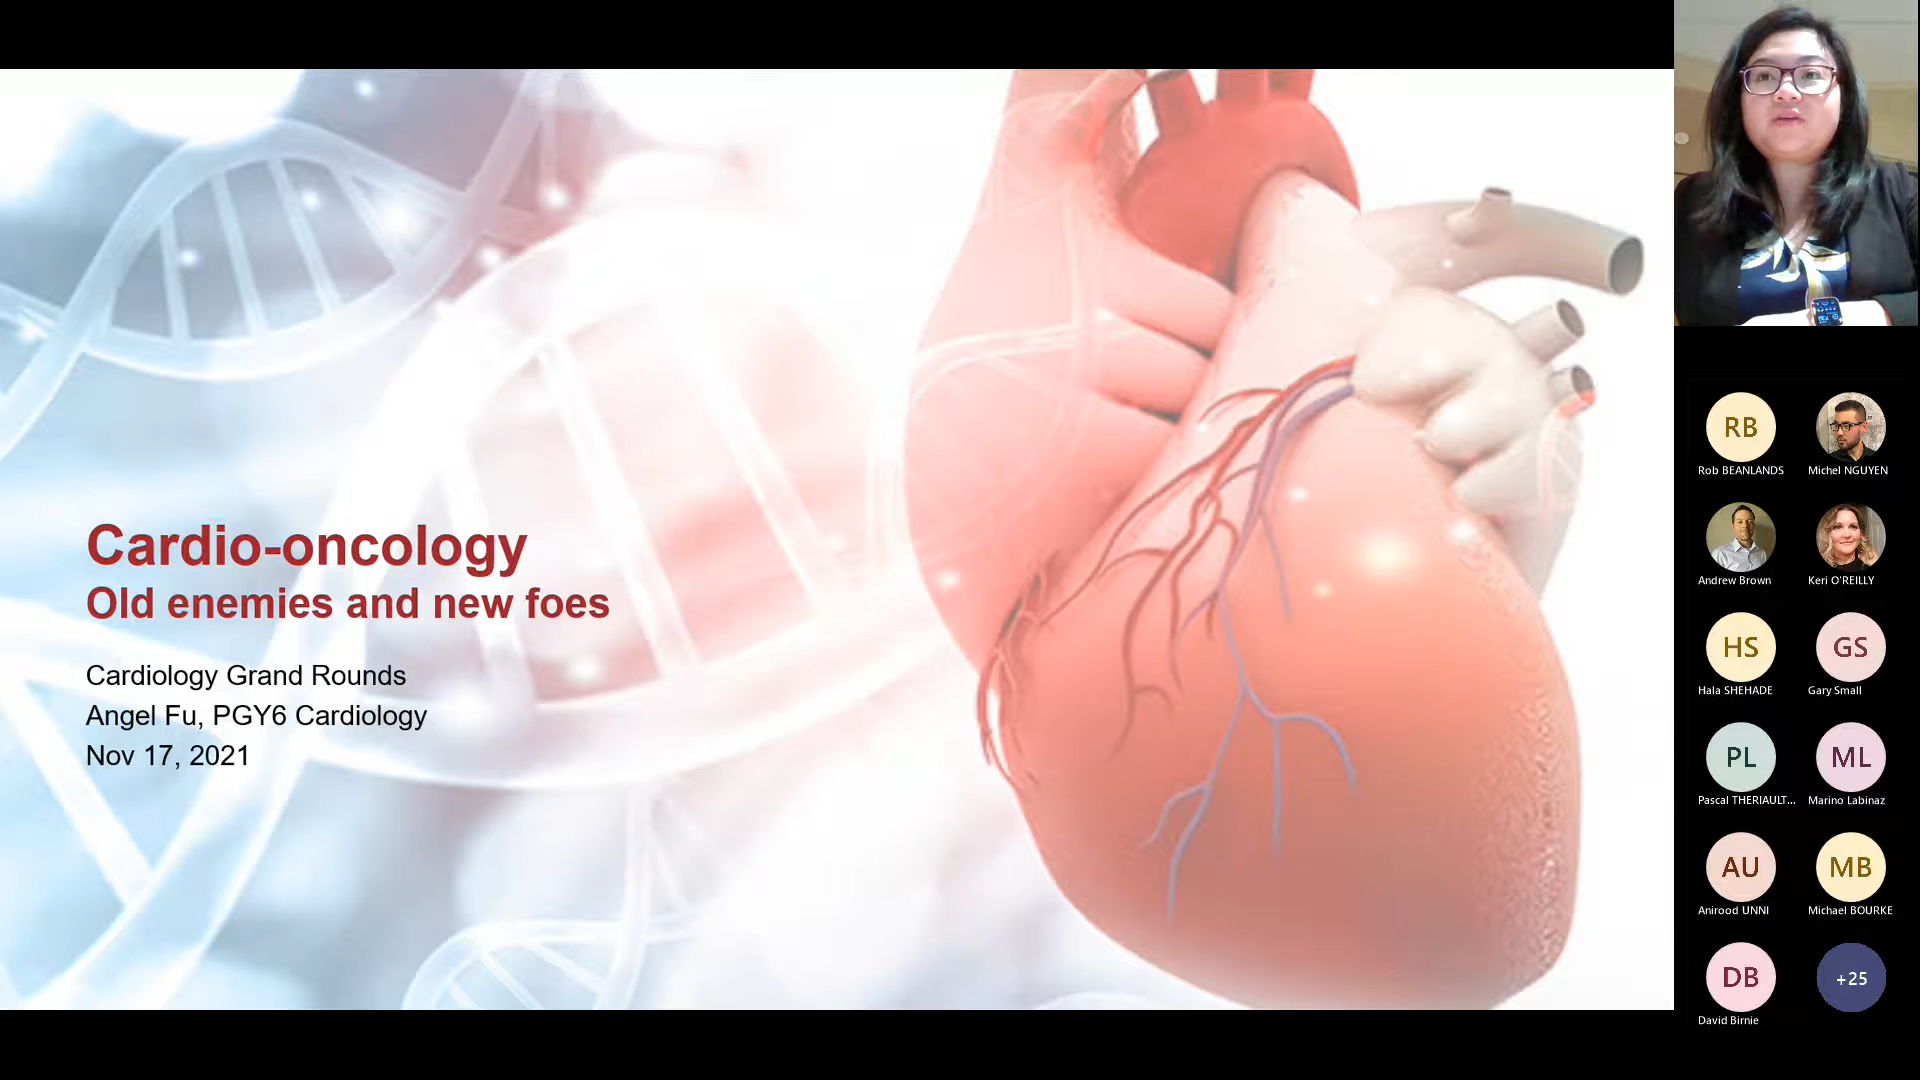 Cardio-oncology
Old enemies and new foes
Cardiology Grand Rounds
Angel Fu, PGY6 Cardiology
Nov 17, 2021
RB
Rob BEANLANDS
Michel NGUYEN
Andrew Brown
Keri O'REILLY
HS
GS
Hala SHEHADE
Gary Small
PL
ML
Pascal THERIAULT...
Marino Labinaz
AU
MB
Anirood UNNI
Michael BOURKE
DB
+25
David Birnie